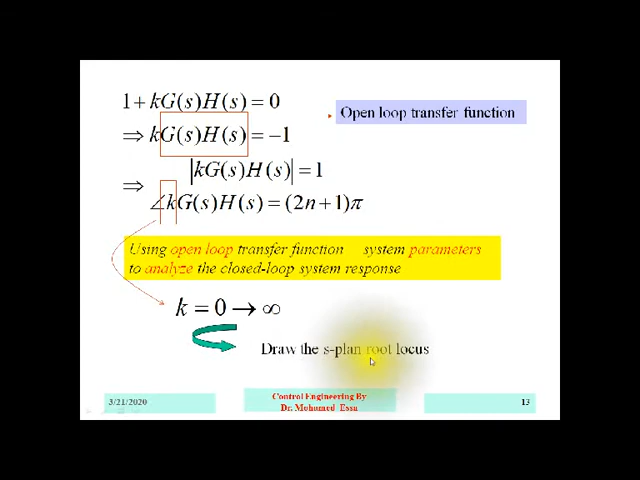 1 + kG(s)H(s) = 0
Open loop transfer function
⇒ kG(s)H(s) = −1
|kG(s)H(s)| = 1
⇒
∠kG(s)H(s) = (2n + 1)π
Using open loop transfer function system parameters
to analyze the closed-loop system response
k = 0 → ∞
Draw the s-plan root locus
3/21/2020
Control Engineering By
Dr. Mohamed Essa
13